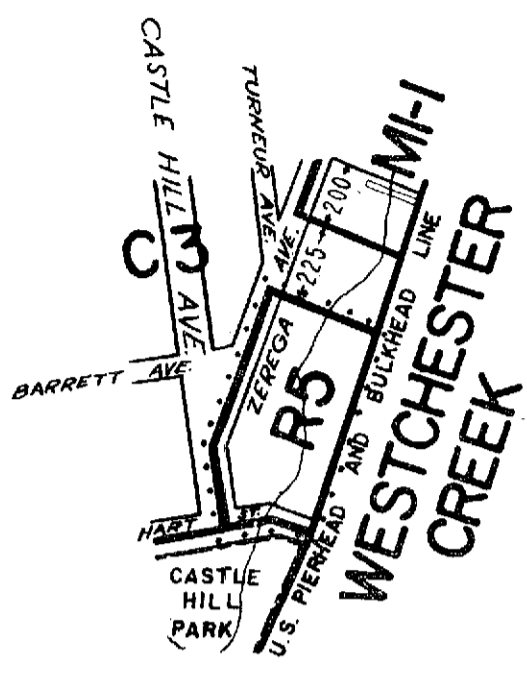 CASTLE HILL AVE
TURNEUR AVE.
C3
M1-1
200
225
ZEREGA AVE.
BARRETT AVE.
R5
U.S. PIERHEAD AND BULKHEAD LINE
WESTCHESTER
CREEK
HART ST.
CASTLE
HILL
PARK